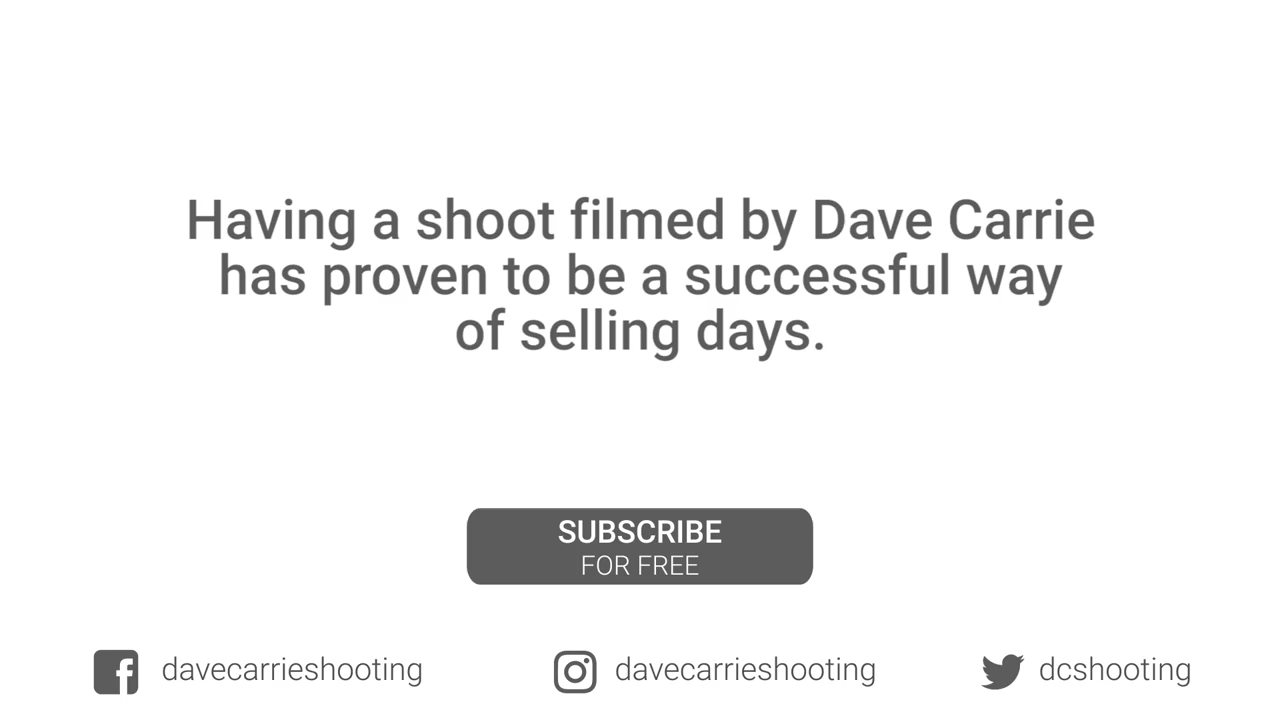 Having a shoot filmed by Dave Carrie
has proven to be a successful way
of selling days.
SUBSCRIBE
FOR FREE
davecarrieshooting
davecarrieshooting
dcshooting